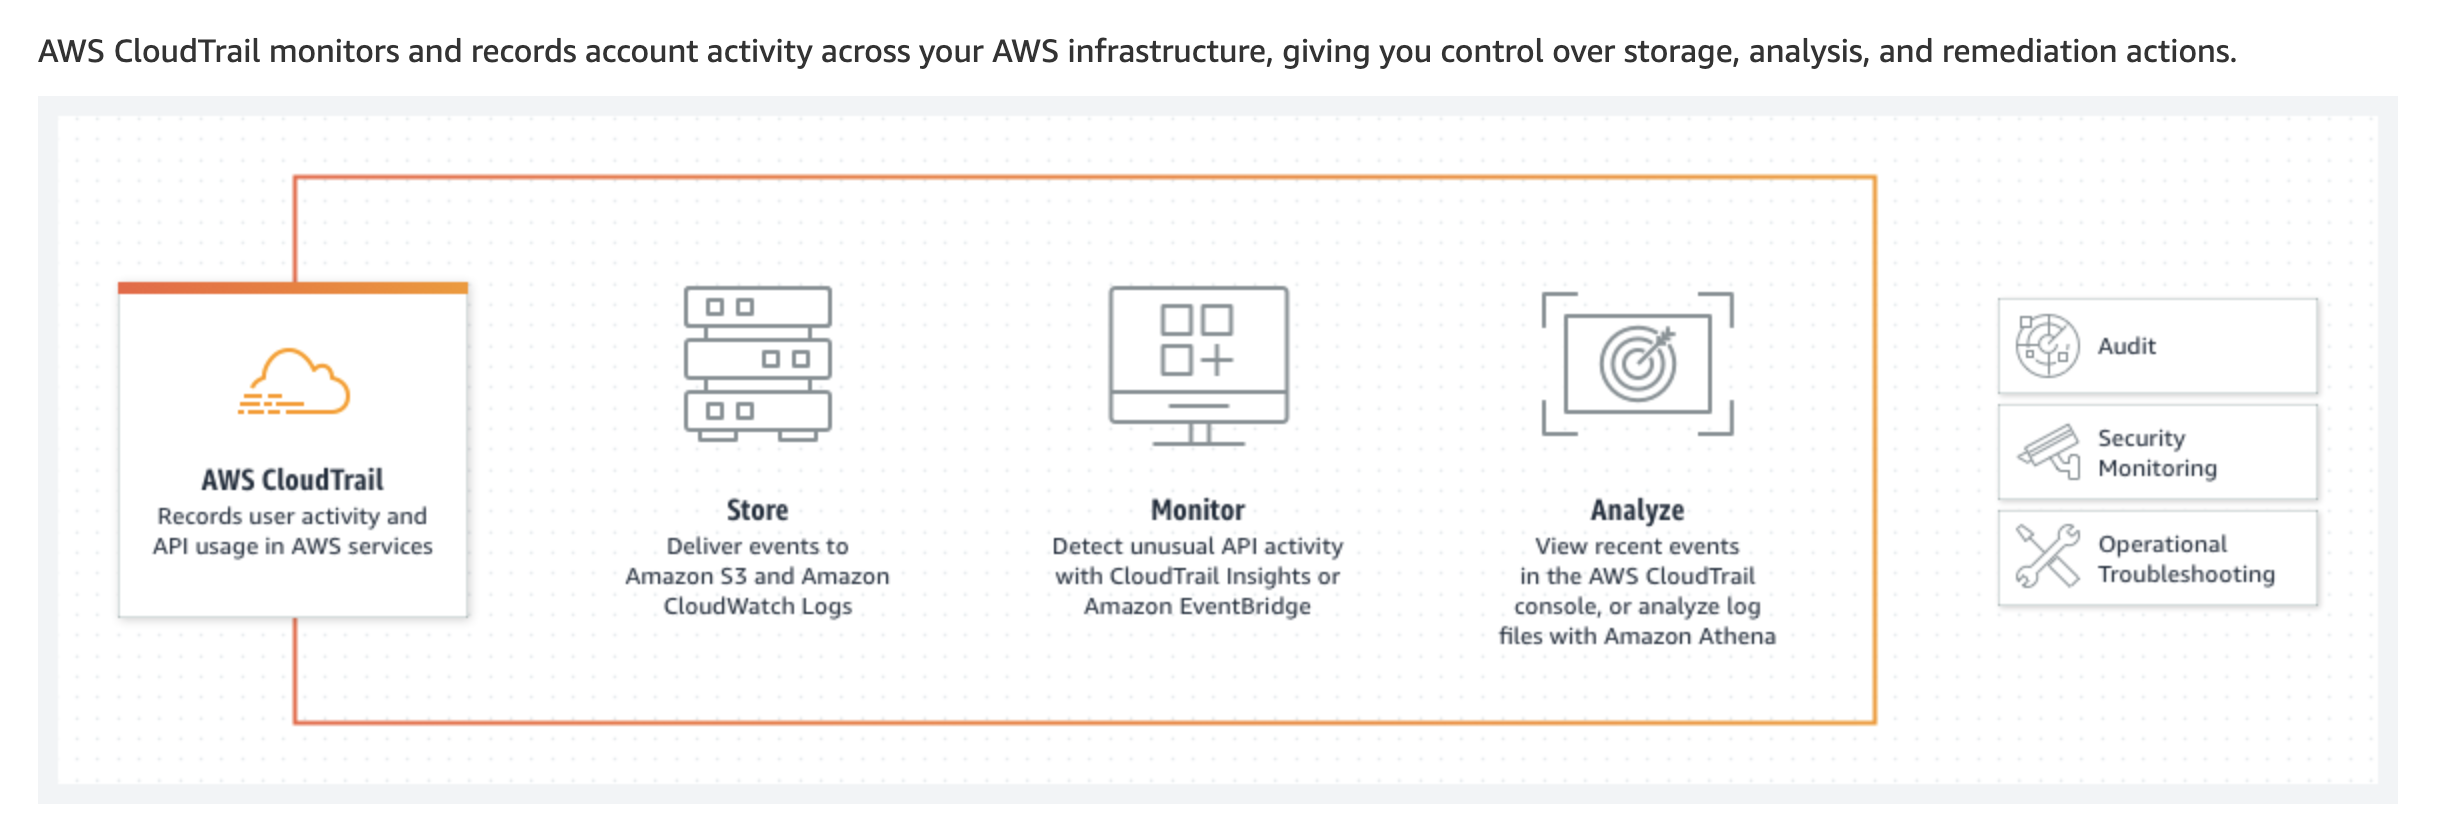 AWS CloudTrail monitors and records account activity across your AWS infrastructure, giving you control over storage, analysis, and remediation actions.
AWS CloudTrail
Records user activity and
API usage in AWS services
Store
Deliver events to
Amazon S3 and Amazon
CloudWatch Logs
Monitor
Detect unusual API activity
with CloudTrail Insights or
Amazon EventBridge
Analyze
View recent events
in the AWS CloudTrail
console, or analyze log
files with Amazon Athena
Audit
Security
Monitoring
Operational
Troubleshooting